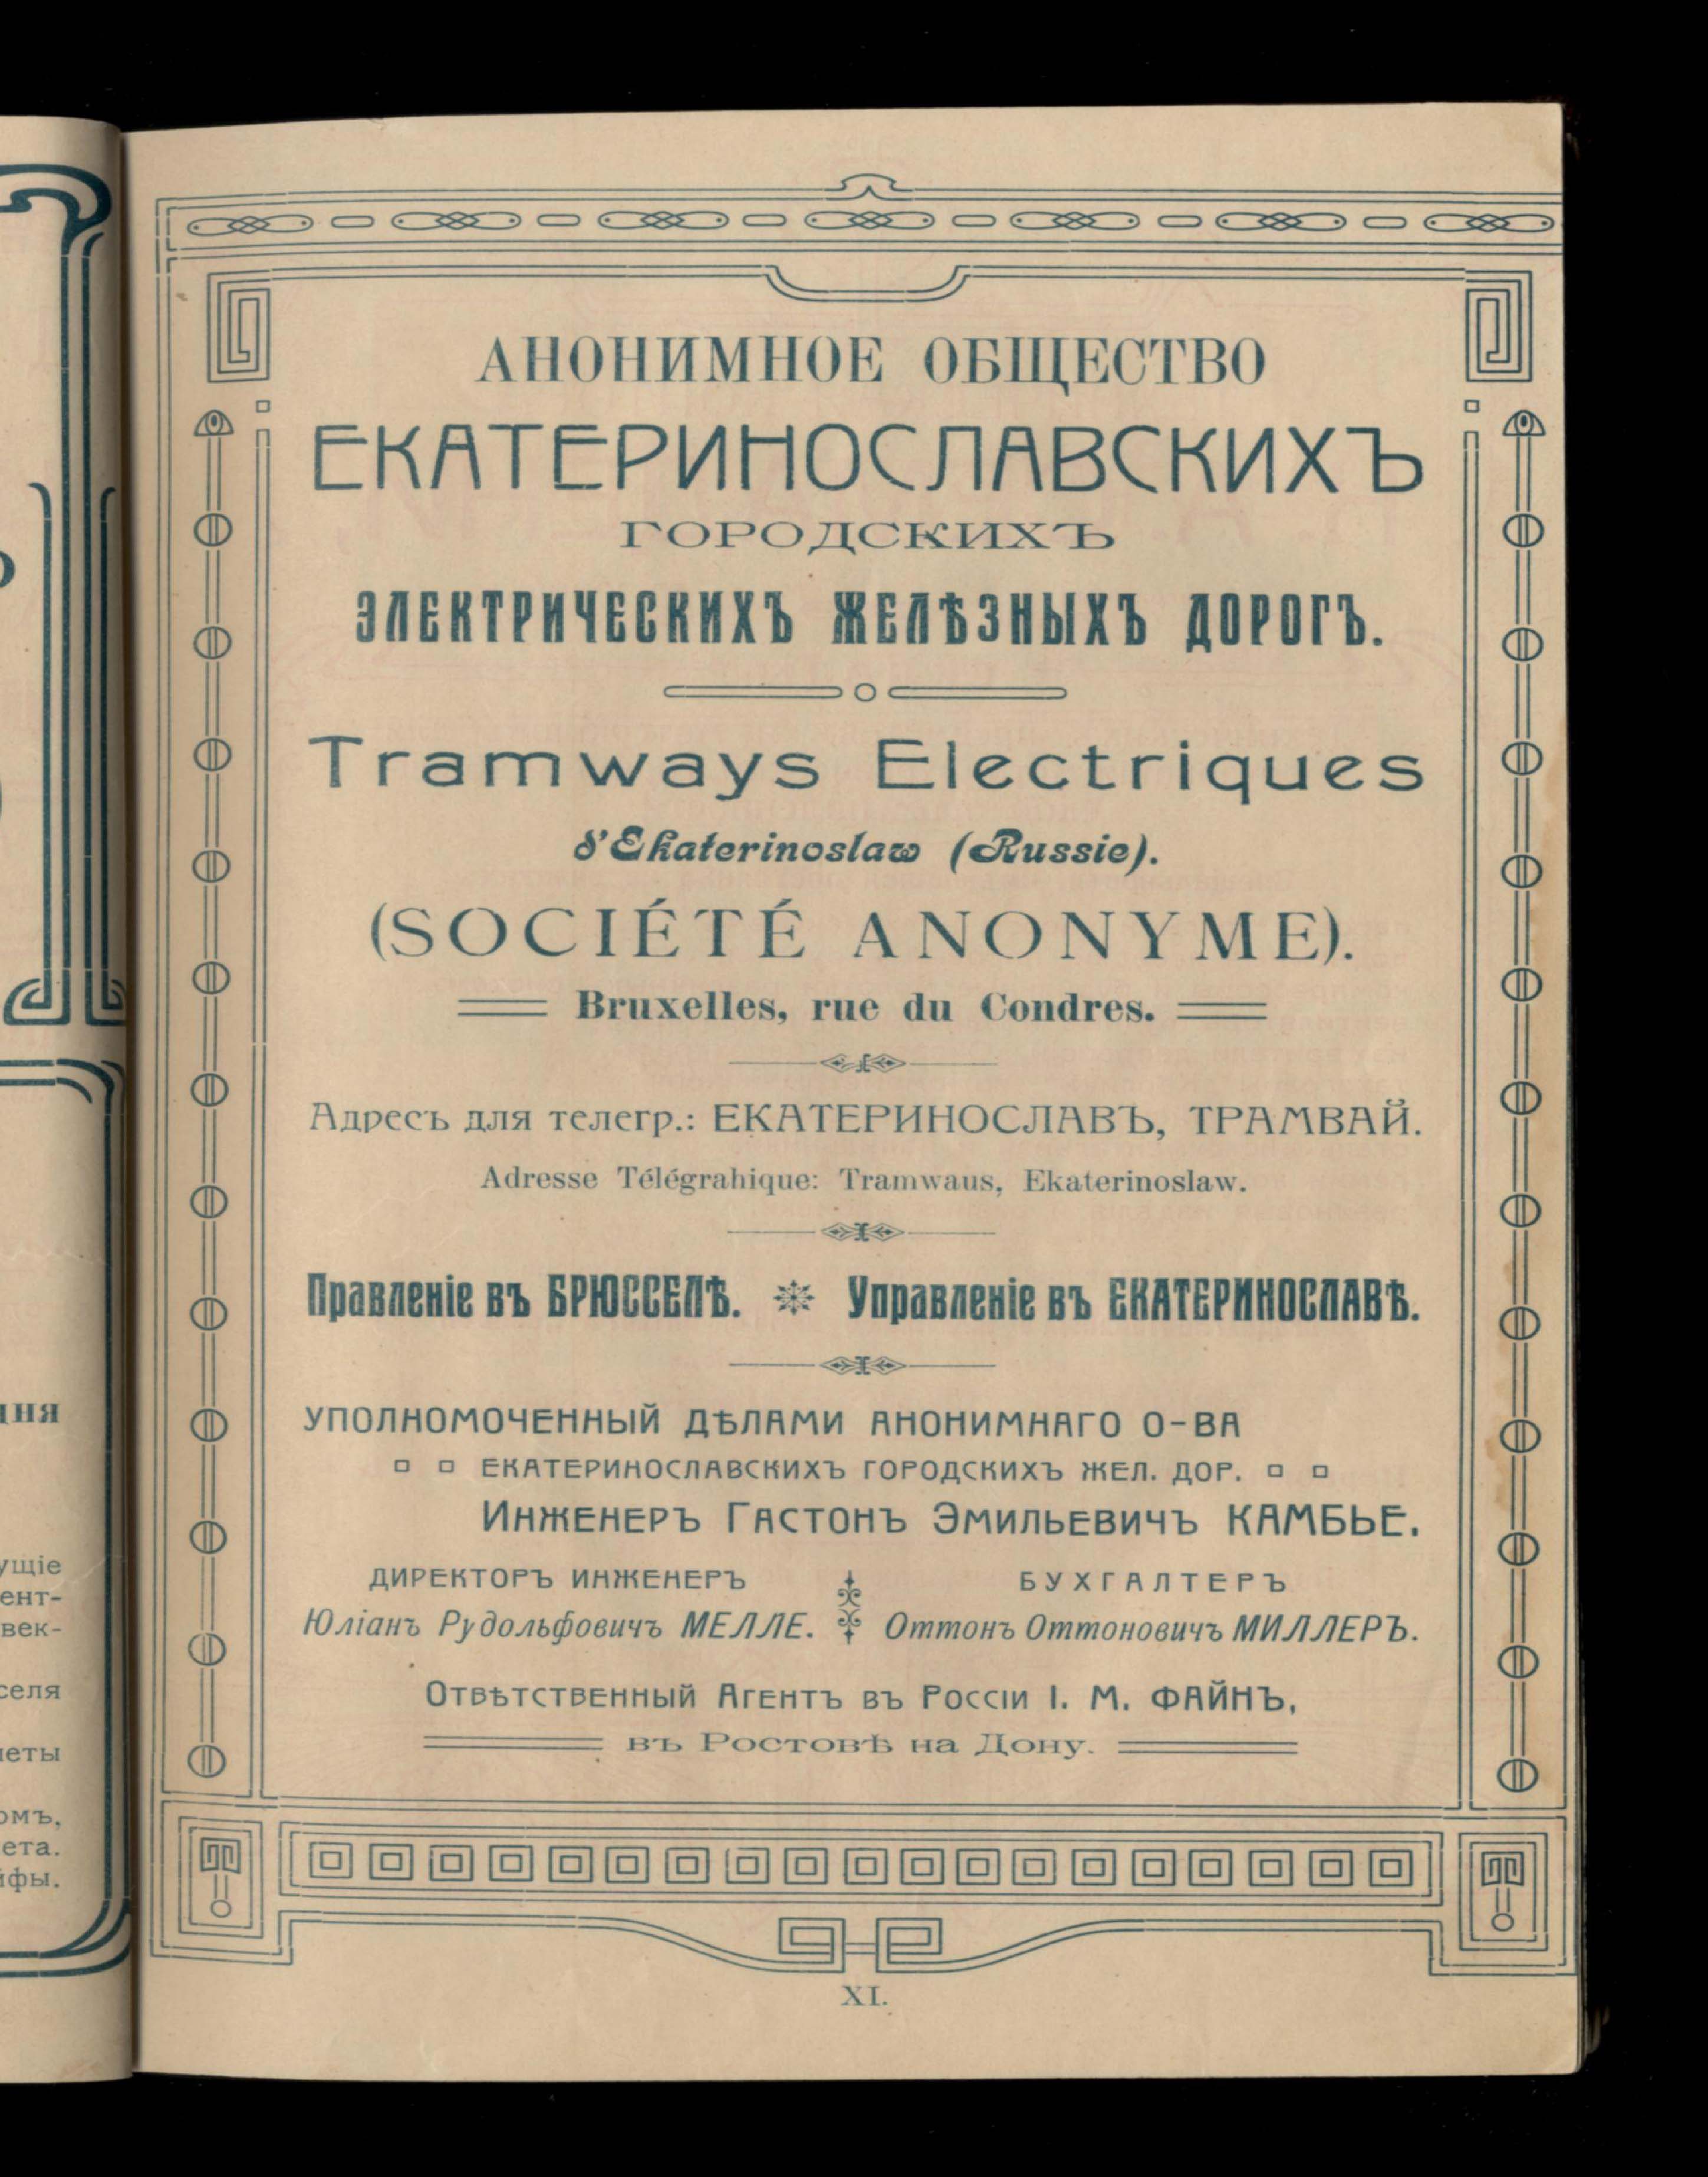 АНОНИМНОЕ ОБЩЕСТВО
ЕКАТЕРИНОСЛАВСКИХЪ
ГОРОДСКИХЪ
ЭЛЕКТРИЧЕСКИХЪ ЖЕЛѢЗНЫХЪ ДОРОГЪ.
Tramways Electriques
d'Ekaterinoslaw (Russie).
(SOCIÉTÉ ANONYME).
Bruxelles, rue du Condres.
Адресъ для телегр.: ЕКАТЕРИНОСЛАВЪ, ТРАМВАЙ.
Adresse Télégrahique: Tramwaus, Ekaterinoslaw.
Правленіе въ БРЮССЕЛѢ. Управленіе въ ЕКАТЕРИНОСЛАВѢ.
УПОЛНОМОЧЕННЫЙ ДѢЛАМИ АНОНИМНАГО О-ВА
ЕКАТЕРИНОСЛАВСКИХЪ ГОРОДСКИХЪ ЖЕЛ. ДОР.
ИНЖЕНЕРЪ ГАСТОНЪ ЭМИЛЬЕВИЧЪ КАМБЬЕ.
ДИРЕКТОРЪ ИНЖЕНЕРЪ
Юліанъ Рудольфовичъ МЕЛЛЕ.
БУХГАЛТЕРЪ
Оттонъ Оттоновичъ МИЛЛЕРЪ.
ОТВѢТСТВЕННЫЙ АГЕНТЪ ВЪ РОССІИ І. М. ФАЙНЪ,
въ Ростовѣ на Дону.
XI.